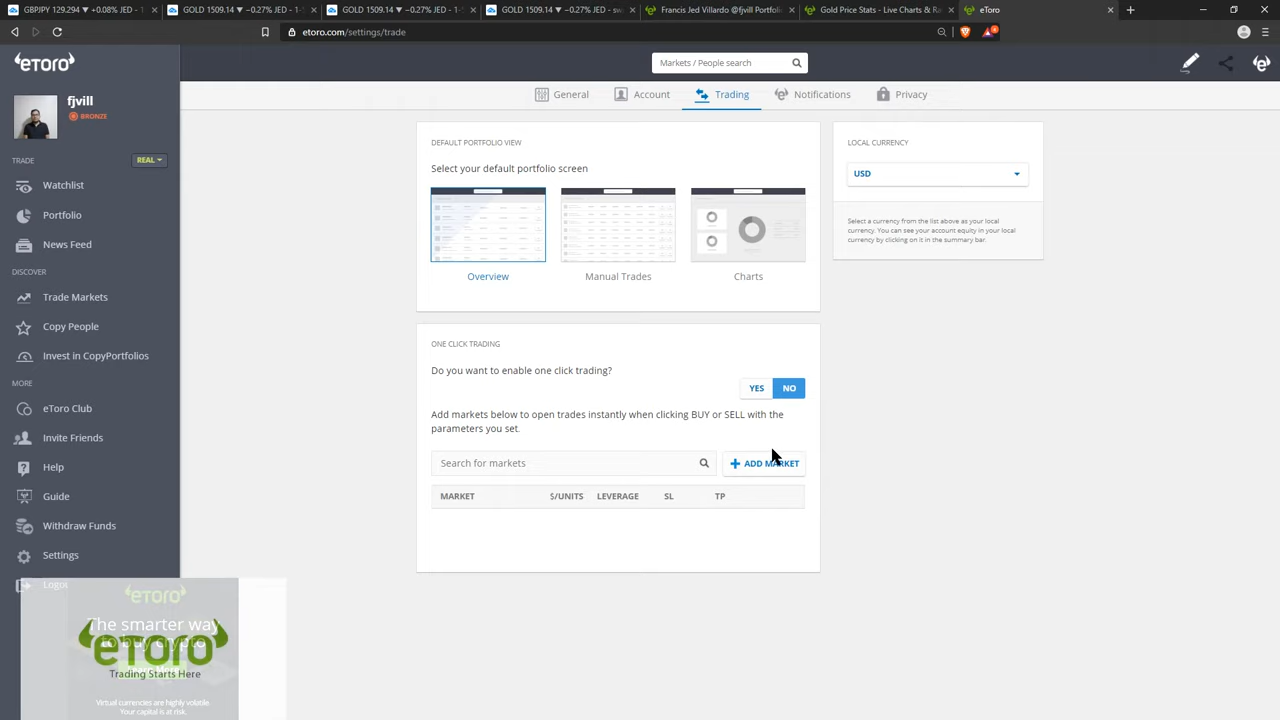 GBPJPY 129.294 ▼ +0.08% JED - 1-
GOLD 1509.14 ▼ −0.27% JED - 1-
GOLD 1509.14 ▼ −0.27% JED - 1-
GOLD 1509.14 ▼ −0.27% JED - sw
Francis Jed Villardo @fjvill Portfoli
Gold Price Stats - Live Charts & Ra
eToro
etoro.com/settings/trade
eTORO
Markets / People search
fjvill
BRONZE
General
Account
Trading
Notifications
Privacy
TRADE
REAL
Watchlist
Portfolio
News Feed
DISCOVER
Trade Markets
Copy People
Invest in CopyPortfolios
MORE
eToro Club
Invite Friends
Help
Guide
Withdraw Funds
Settings
DEFAULT PORTFOLIO VIEW
Select your default portfolio screen
Overview
Manual Trades
Charts
ONE CLICK TRADING
Do you want to enable one click trading?
YES
NO
Add markets below to open trades instantly when clicking BUY or SELL with the
parameters you set.
Search for markets
ADD MARKET
MARKET $/UNITS LEVERAGE SL TP
LOCAL CURRENCY
USD
Select a currency from the list above as your local
currency. You can see your account equity in your local
currency by clicking on it in the summary bar.
eTORO
The smarter way
to buy crypto
eTORO
Trading Starts Here
Virtual currencies are highly volatile.
Your capital is at risk.